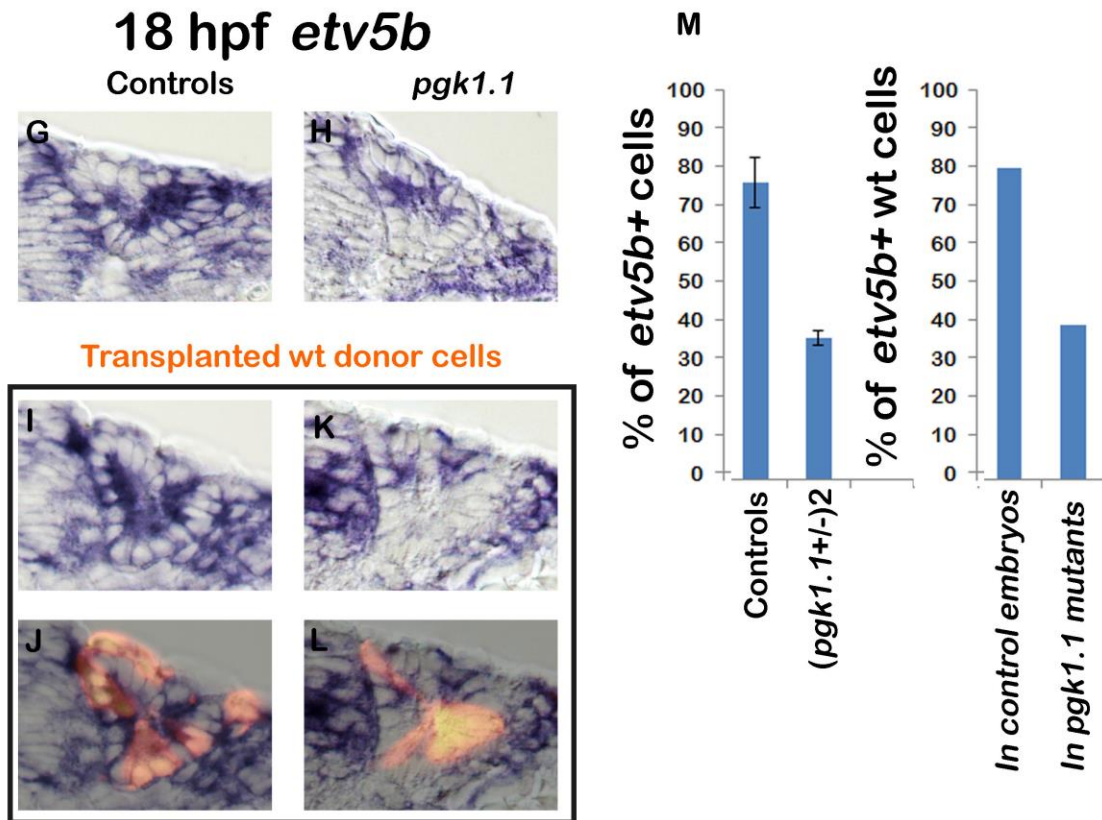 18 hpf etv5b
Controls
pgk1.1
G
H
Transplanted wt donor cells
I
K
J
L
M
% of etv5b+ cells
100
90
80
70
60
50
40
30
20
10
0
Controls
(pgk1.1+/-)2
% of etv5b+ wt cells
100
90
80
70
60
50
40
30
20
10
0
In control embryos
In pgk1.1 mutants